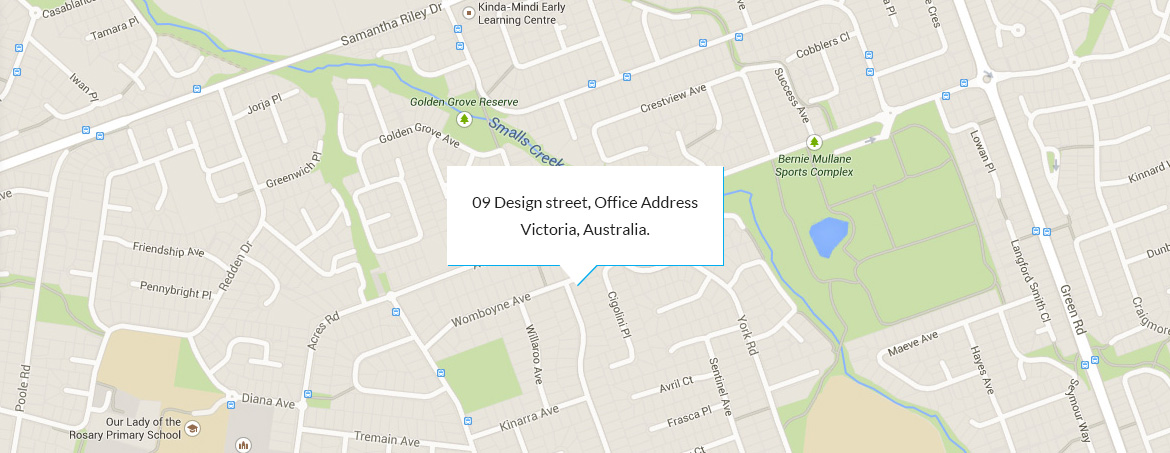 Casablanca
Tamara Pl
Samantha Riley Dr
Kinda-Mindi Early
Learning Centre
Cres
Cobblers Cl
Iwan Pl
Jorja Pl
Golden Grove Reserve
Crestview Ave
Success Ave
Smalls Creek
Golden Grove Ave
Greenwich Pl
Bernie Mullane
Sports Complex
Lowan Pl
Kinnard
09 Design street, Office Address
Victoria, Australia.
Friendship Ave
Redden Dr
Pennybright Pl
Langford Smith Cl
Green Rd
Dunb
Craigmore
Womboyne Ave
Cigolini Pl
York Rd
Acres Rd
Willaroo Ave
Maeve Ave
Hayes Ave
Poole Rd
Sentinel Ave
Avril Ct
Seymour Way
Diana Ave
Kinarra Ave
Frasca Pl
Our Lady of the
Rosary Primary School
Tremain Ave
Ct